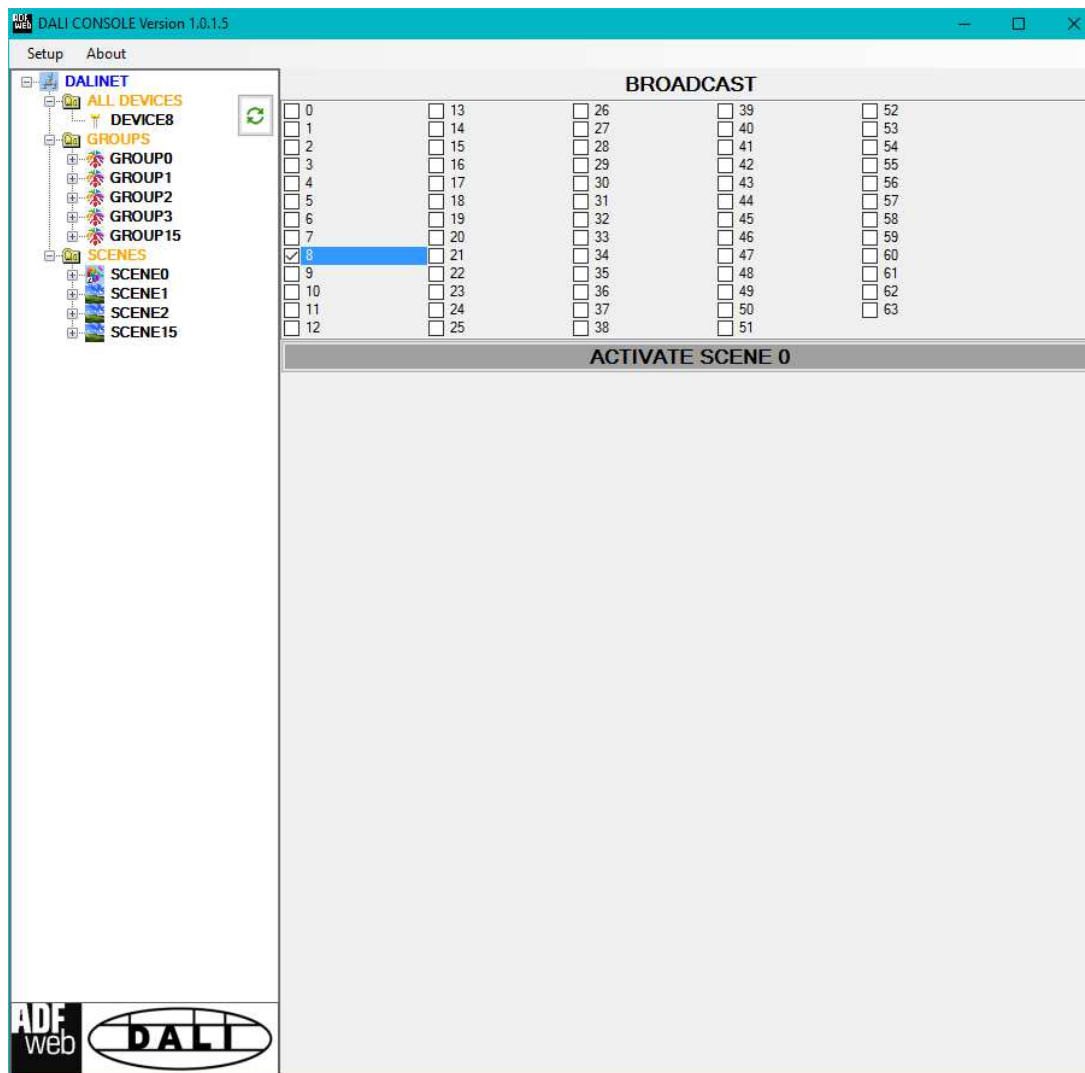 DALI CONSOLE Version 1.0.1.5
Setup About
DALINET
ALL DEVICES
DEVICE8
GROUPS
GROUP0
GROUP1
GROUP2
GROUP3
GROUP15
SCENES
SCENE0
SCENE1
SCENE2
SCENE15
BROADCAST
0 13 26 39 52
1 14 27 40 53
2 15 28 41 54
3 16 29 42 55
4 17 30 43 56
5 18 31 44 57
6 19 32 45 58
7 20 33 46 59
8 21 34 47 60
9 22 35 48 61
10 23 36 49 62
11 24 37 50 63
12 25 38 51
ACTIVATE SCENE 0
ADF
web
DALI